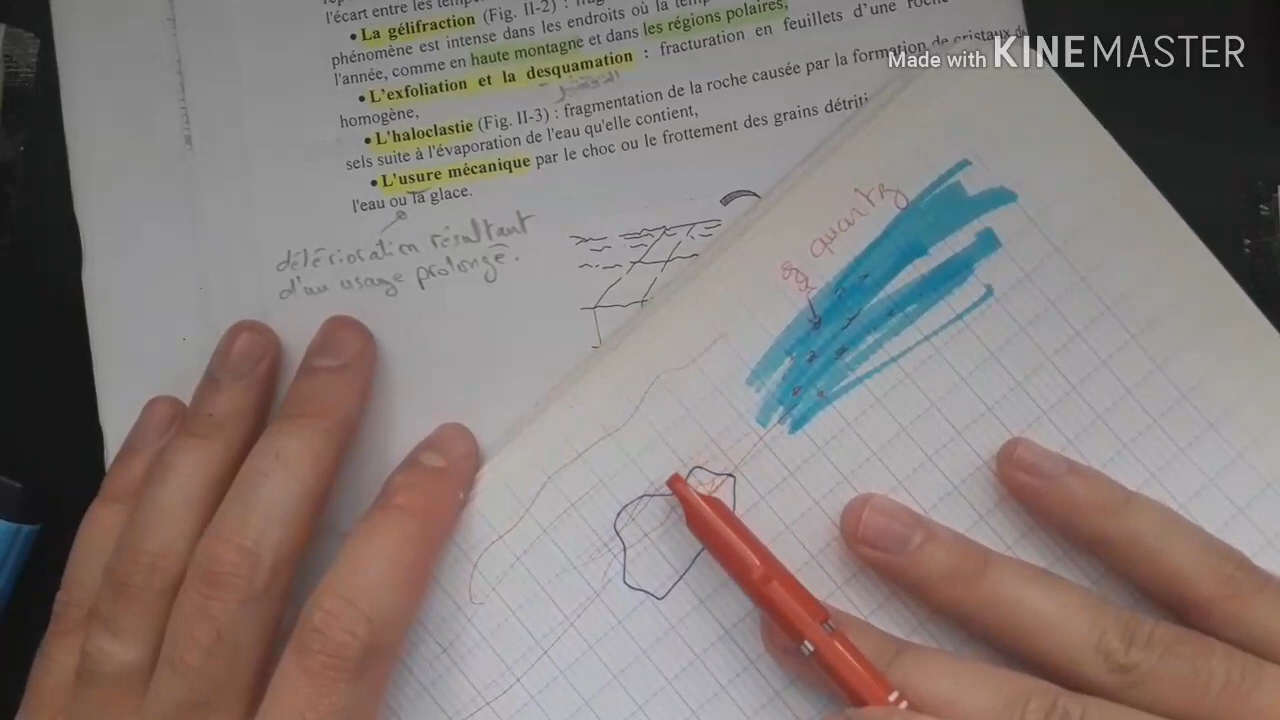 l'écart entre les
• La gélifraction (Fig. II-2) :
phénomène est intense dans les endroits où la
l'année, comme en haute montagne et dans les régions polaires,
• L'exfoliation et la desquamation : fracturation en feuillets d'une roche
homogène,
• L'haloclastie (Fig. II-3) : fragmentation de la roche causée par la formation de cristaux de
sels suite à l'évaporation de l'eau qu'elle contient,
• L'usure mécanique par le choc ou le frottement des grains
l'eau ou la glace.
détérioration résultant
d'un usage prolongé.
quartz
Made with KINEMASTER